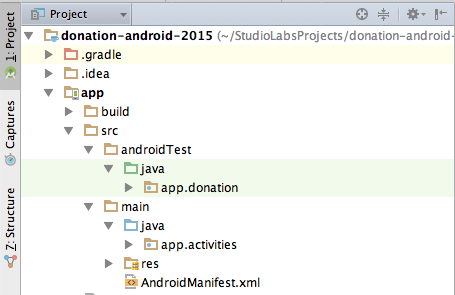 Project
donation-android-2015 (~/StudioLabsProjects/donation-android-
.gradle
.idea
app
build
src
androidTest
java
app.donation
main
java
app.activities
res
AndroidManifest.xml
1: Project
Captures
Z: Structure